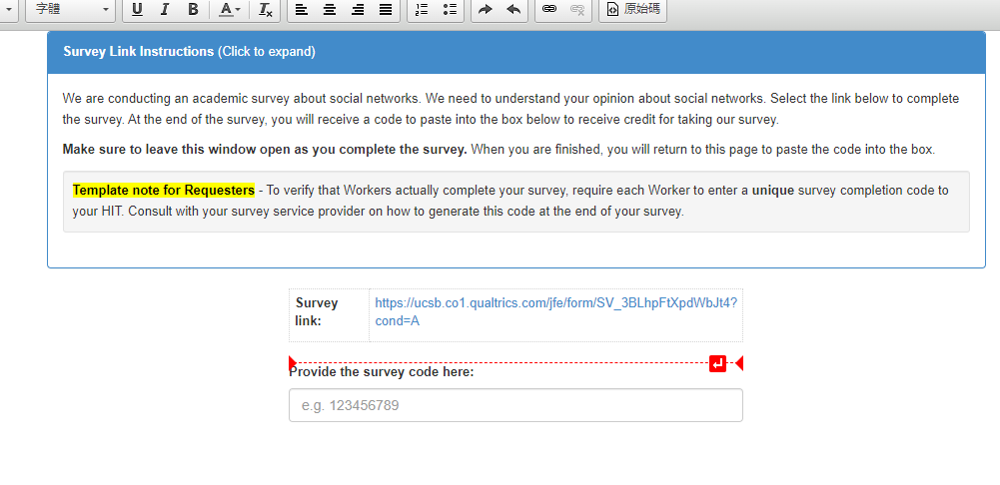 字體 U I B A Ix 原始碼
Survey Link Instructions (Click to expand)
We are conducting an academic survey about social networks. We need to understand your opinion about social networks. Select the link below to complete
the survey. At the end of the survey, you will receive a code to paste into the box below to receive credit for taking our survey.
Make sure to leave this window open as you complete the survey. When you are finished, you will return to this page to paste the code into the box.
Template note for Requesters - To verify that Workers actually complete your survey, require each Worker to enter a unique survey completion code to
your HIT. Consult with your survey service provider on how to generate this code at the end of your survey.
Survey https://ucsb.co1.qualtrics.com/jfe/form/SV_3BLhpFtXpdWbJt4?
link: cond=A
Provide the survey code here:
e.g. 123456789